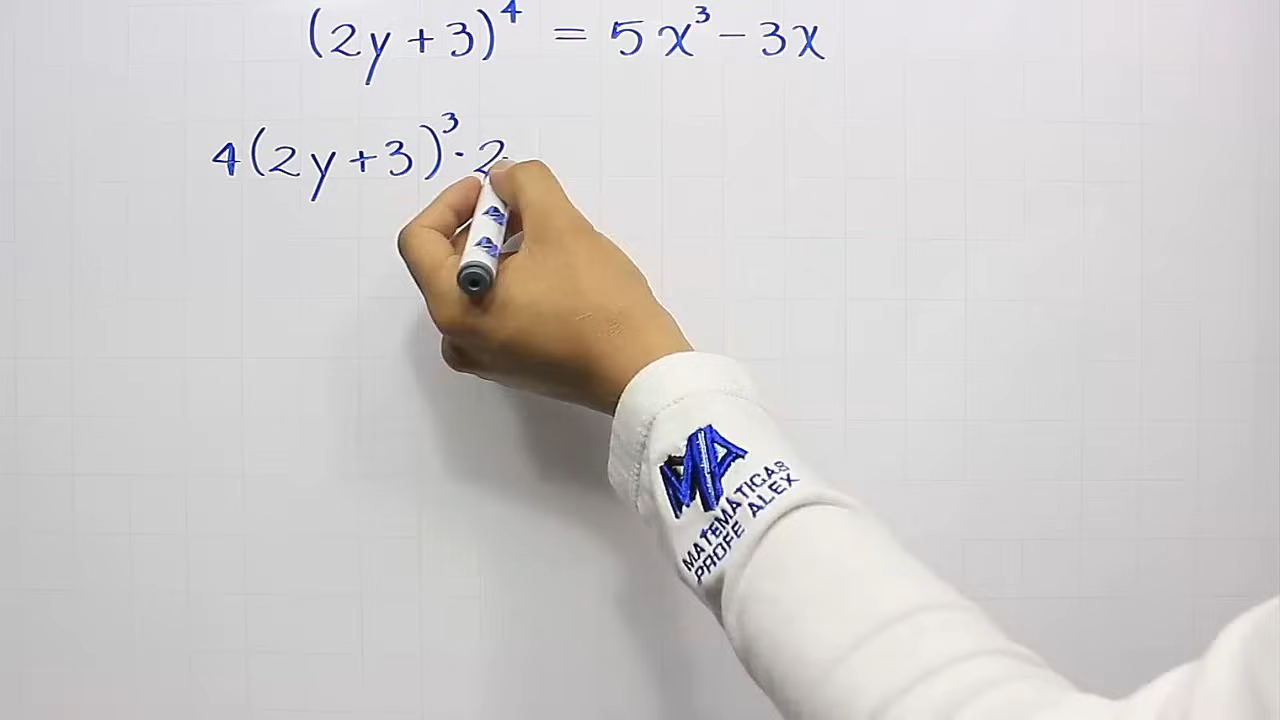 (2y+3)⁴ = 5x³-3x
4(2y+3)³·2
MA
MATEMÁTICAS
PROFE ALEX